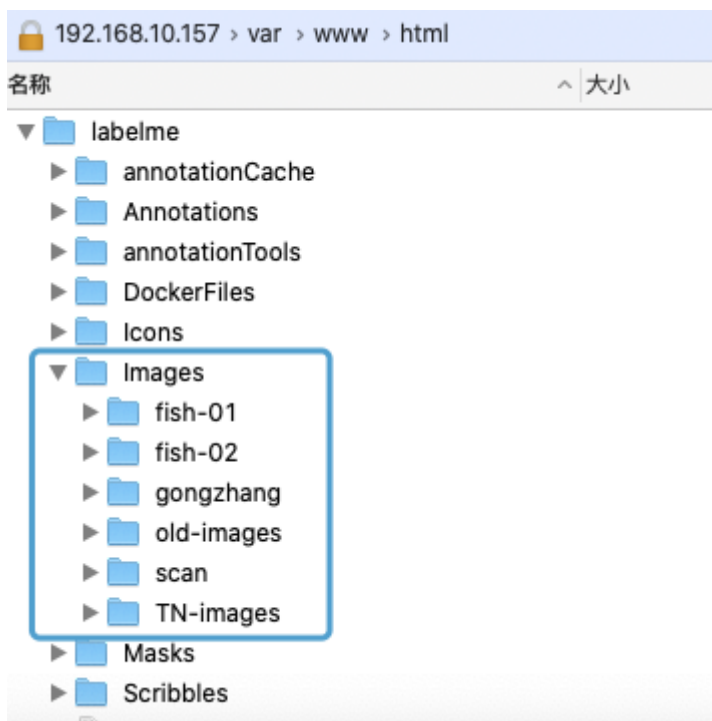 192.168.10.157 › var › www › html
名称 大小
labelme
annotationCache
Annotations
annotationTools
DockerFiles
Icons
Images
fish-01
fish-02
gongzhang
old-images
scan
TN-images
Masks
Scribbles